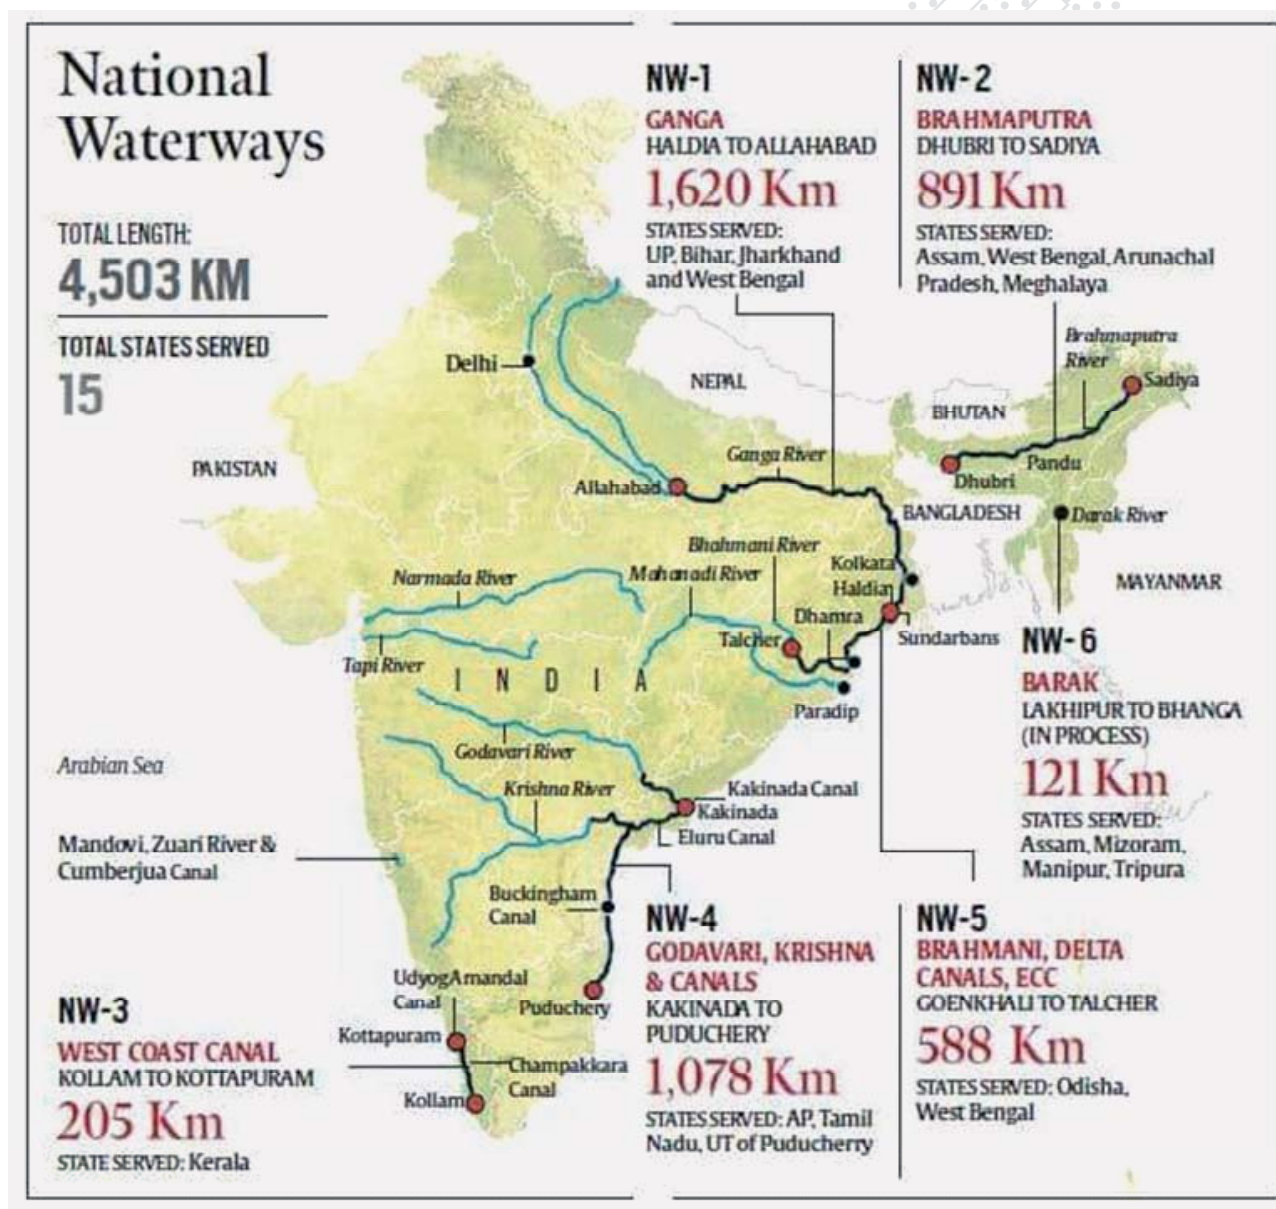 National
Waterways
TOTAL LENGTH:
4,503 KM
TOTAL STATES SERVED
15
NW-1
GANGA
HALDIA TO ALLAHABAD
1,620 Km
STATES SERVED:
UP, Bihar, Jharkhand
and West Bengal
NW-2
BRAHMAPUTRA
DHUBRI TO SADIYA
891 Km
STATES SERVED:
Assam, West Bengal, Arunachal
Pradesh, Meghalaya
Brahmaputra
River
Sadiya
Delhi
NEPAL
BHUTAN
PAKISTAN
Ganga River
Pandu
Dhubri
Allahabad
BANGLADESH
Darak River
Bhahmani River
Kolkata
Narmada River
Mahanadi River
Haldia
MAYANMAR
Dhamra
Talcher
Sundarbans
Tapi River
INDIA
Paradip
NW-6
BARAK
LAKHIPUR TO BHANGA
(IN PROCESS)
121 Km
STATES SERVED:
Assam, Mizoram,
Manipur, Tripura
Godavari River
Arabian Sea
Krishna River
Kakinada Canal
Kakinada
Eluru Canal
Mandovi, Zuari River &
Cumberjua Canal
Buckingham
Canal
Puduchery
UdyogAmandal
Canal
Kottapuram
Champakkara
Canal
Kollam
NW-3
WEST COAST CANAL
KOLLAM TO KOTTAPURAM
205 Km
STATE SERVED: Kerala
NW-4
GODAVARI, KRISHNA
& CANALS
KAKINADA TO
PUDUCHERY
1,078 Km
STATES SERVED: AP, Tamil
Nadu, UT of Puducherry
NW-5
BRAHMANI, DELTA
CANALS, ECC
GOENKHALI TO TALCHER
588 Km
STATES SERVED: Odisha,
West Bengal